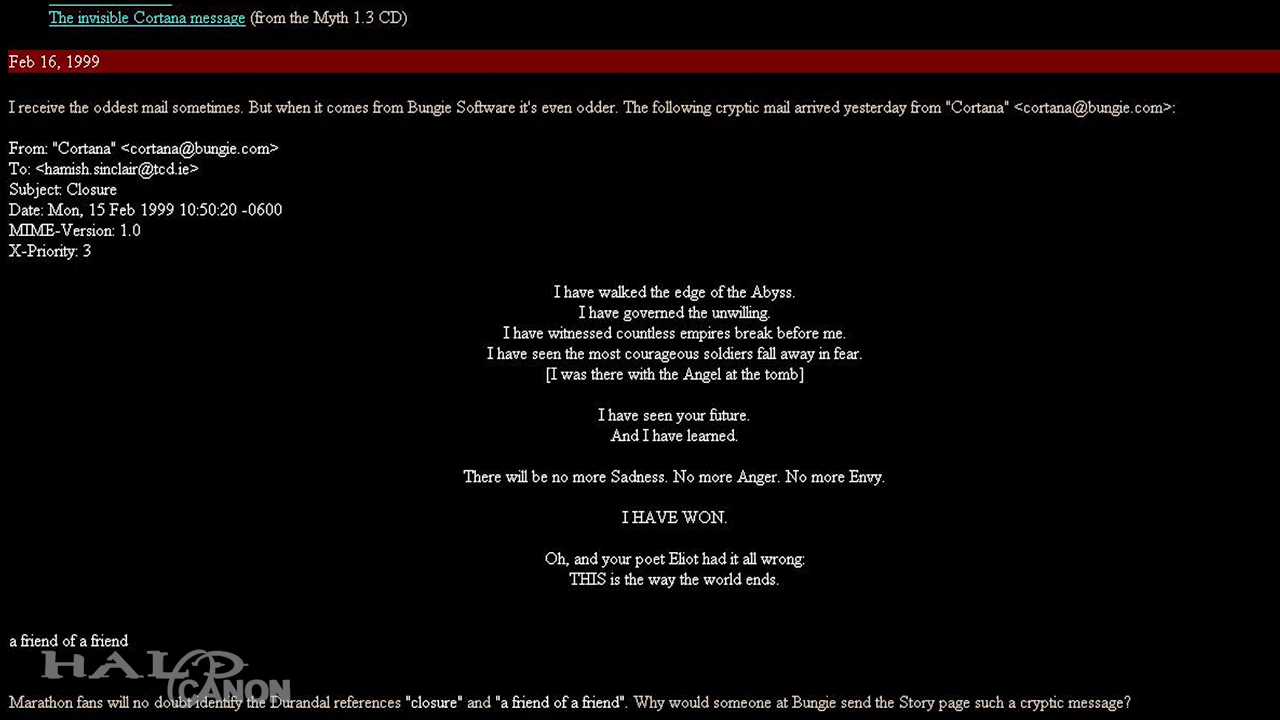 The invisible Cortana message (from the Myth 1.3 CD)
Feb 16, 1999
I receive the oddest mail sometimes. But when it comes from Bungie Software it's even odder. The following cryptic mail arrived yesterday from "Cortana" <cortana@bungie.com>:
From: "Cortana" <cortana@bungie.com>
To: <hamish.sinclair@tcd.ie>
Subject: Closure
Date: Mon, 15 Feb 1999 10:50:20 -0600
MIME-Version: 1.0
X-Priority: 3
I have walked the edge of the Abyss.
I have governed the unwilling.
I have witnessed countless empires break before me.
I have seen the most courageous soldiers fall away in fear.
[I was there with the Angel at the tomb]
I have seen your future.
And I have learned.
There will be no more Sadness. No more Anger. No more Envy.
I HAVE WON.
Oh, and your poet Eliot had it all wrong:
THIS is the way the world ends.
a friend of a friend
HALO
CANON
Marathon fans will no doubt identify the Durandal references "closure" and "a friend of a friend". Why would someone at Bungie send the Story page such a cryptic message?